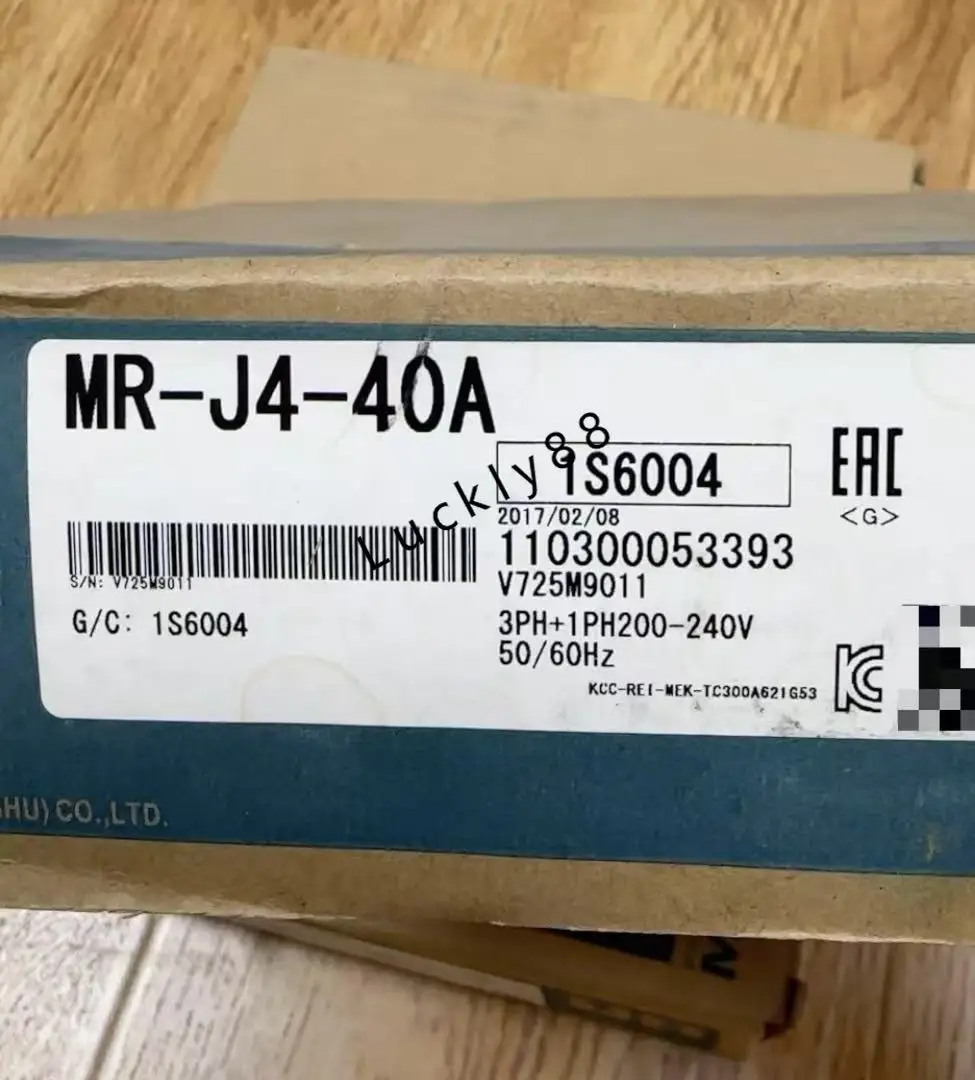 MR-J4-40A
Luckly88
1S6004
EAC
<G>
2017/02/08
110300053393
S/N: V725M9011
V725M9011
G/C: 1S6004
3PH+1PH200-240V
50/60Hz
KCC-REI-MEK-TC300A621G53
HU) CO.,LTD.
M